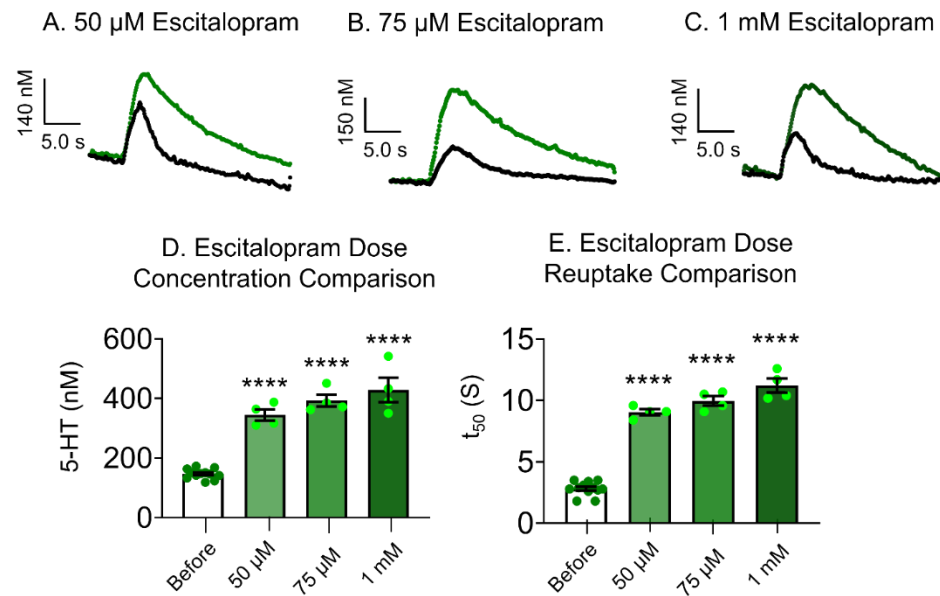 A. 50 µM Escitalopram
B. 75 µM Escitalopram
C. 1 mM Escitalopram
140 nM
5.0 s
150 nM
5.0 s
140 nM
5.0 s
D. Escitalopram Dose
Concentration Comparison
5-HT (nM)
600
400
200
0
****
****
****
Before
50 µM
75 µM
1 mM
E. Escitalopram Dose
Reuptake Comparison
t50 (S)
15
10
5
0
****
****
****
Before
50 µM
75 µM
1 mM